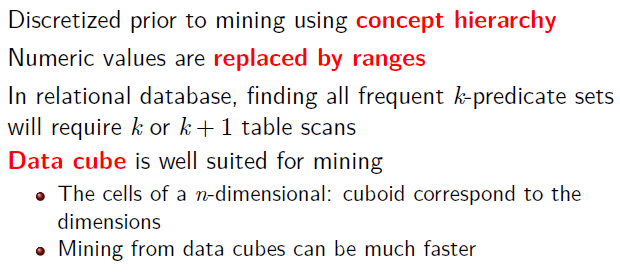 Discretized prior to mining using concept hierarchy
Numeric values are replaced by ranges
In relational database, finding all frequent k-predicate sets
will require k or k + 1 table scans
Data cube is well suited for mining
The cells of a n-dimensional: cuboid correspond to the
dimensions
Mining from data cubes can be much faster